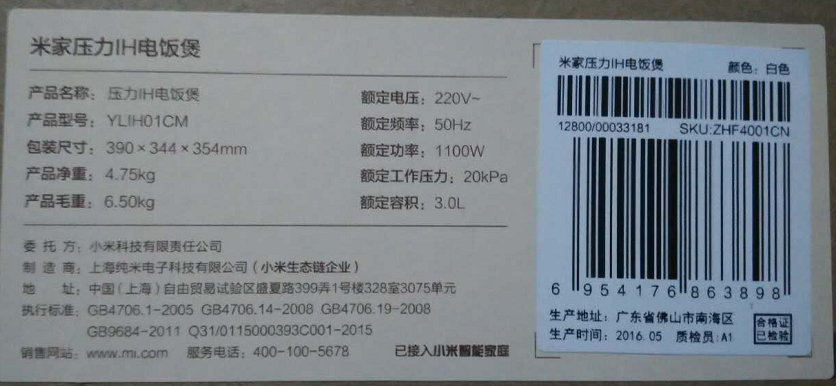 米家压力IH电饭煲
产品名称：压力IH电饭煲
产品型号：YLIH01CM
包装尺寸：390×344×354mm
产品净重：4.75kg
产品毛重：6.50kg
额定电压：220V~
额定频率：50Hz
额定功率：1100W
额定工作压力：20kPa
额定容积：3.0L
委 托 方：小米科技有限责任公司
制 造 商：上海纯米电子科技有限公司（小米生态链企业）
地 址：中国（上海）自由贸易试验区盛夏路399弄1号楼328室3075单元
执行标准：GB4706.1-2005 GB4706.14-2008 GB4706.19-2008
GB9684-2011 Q31/0115000393C001-2015
销售网站：www.mi.com 服务电话：400-100-5678
已接入小米智能家庭
米家压力IH电饭煲 颜色：白色
12800/00033181 SKU:ZHF4001CN
6 954176 863898
生产地址：广东省佛山市南海区
生产时间：2016.05 质检员：A1
合格证
已检验